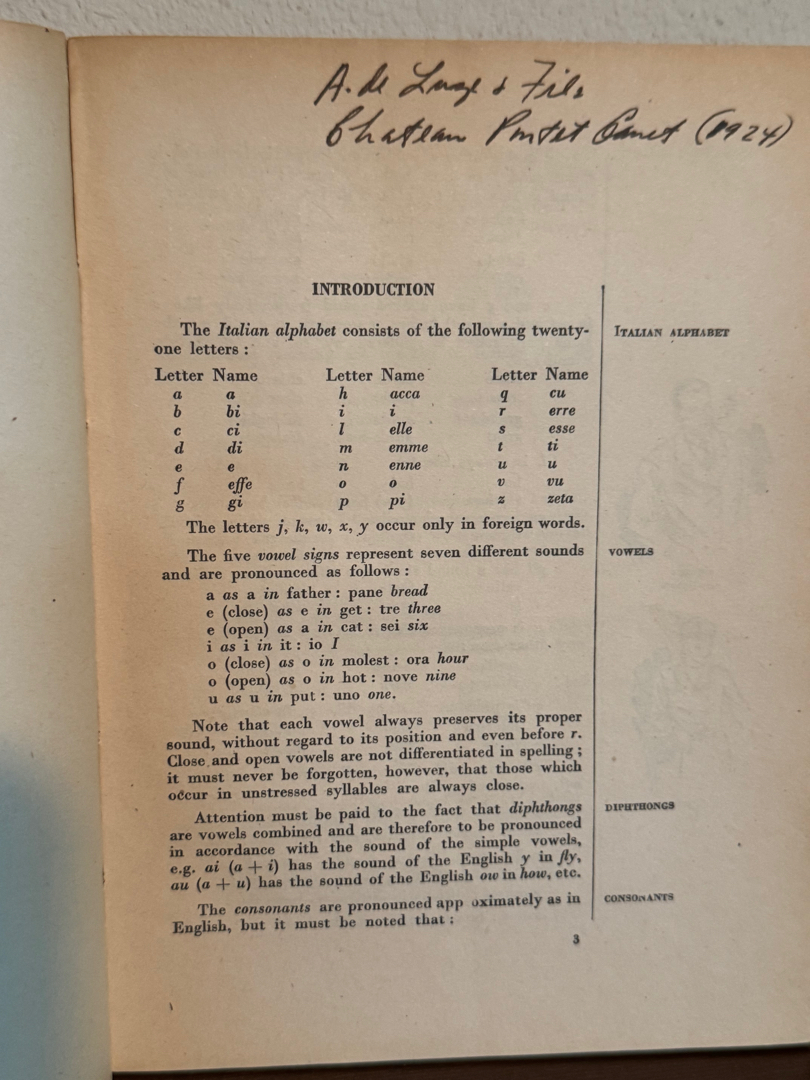 A. de Luze & Fils
Chateau Pontet Canet (1924)
INTRODUCTION
The Italian alphabet consists of the following twenty-
one letters :
ITALIAN ALPHABET
Letter Name Letter Name Letter Name
a a h acca q cu
b bi i i r erre
c ci l elle s esse
d di m emme t ti
e e n enne u u
f effe o o v vu
g gi p pi z zeta
The letters j, k, w, x, y occur only in foreign words.
The five vowel signs represent seven different sounds
and are pronounced as follows :
VOWELS
a as a in father : pane bread
e (close) as e in get : tre three
e (open) as a in cat : sei six
i as i in it : io I
o (close) as o in molest : ora hour
o (open) as o in hot : nove nine
u as u in put : uno one.
Note that each vowel always preserves its proper
sound, without regard to its position and even before r.
Close and open vowels are not differentiated in spelling ;
it must never be forgotten, however, that those which
occur in unstressed syllables are always close.
Attention must be paid to the fact that diphthongs
are vowels combined and are therefore to be pronounced
in accordance with the sound of the simple vowels,
e.g. ai (a + i) has the sound of the English y in fly,
au (a + u) has the sound of the English ow in how, etc.
DIPHTHONGS
The consonants are pronounced app oximately as in
English, but it must be noted that :
CONSONANTS
3